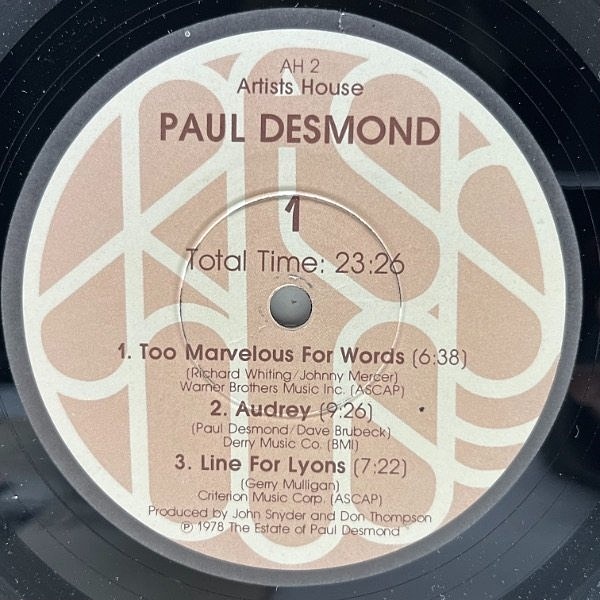 AH 2
Artists House
PAUL DESMOND
1
Total Time: 23:26
1. Too Marvelous For Words (6:38)
(Richard Whiting/Johnny Mercer)
Warner Brothers Music Inc. (ASCAP)
2. Audrey (9:26)
(Paul Desmond/Dave Brubeck)
Derry Music Co. (BMI)
3. Line For Lyons (7:22)
(Gerry Mulligan)
Criterion Music Corp. (ASCAP)
Produced by John Snyder and Don Thompson
℗ 1978 The Estate of Paul Desmond